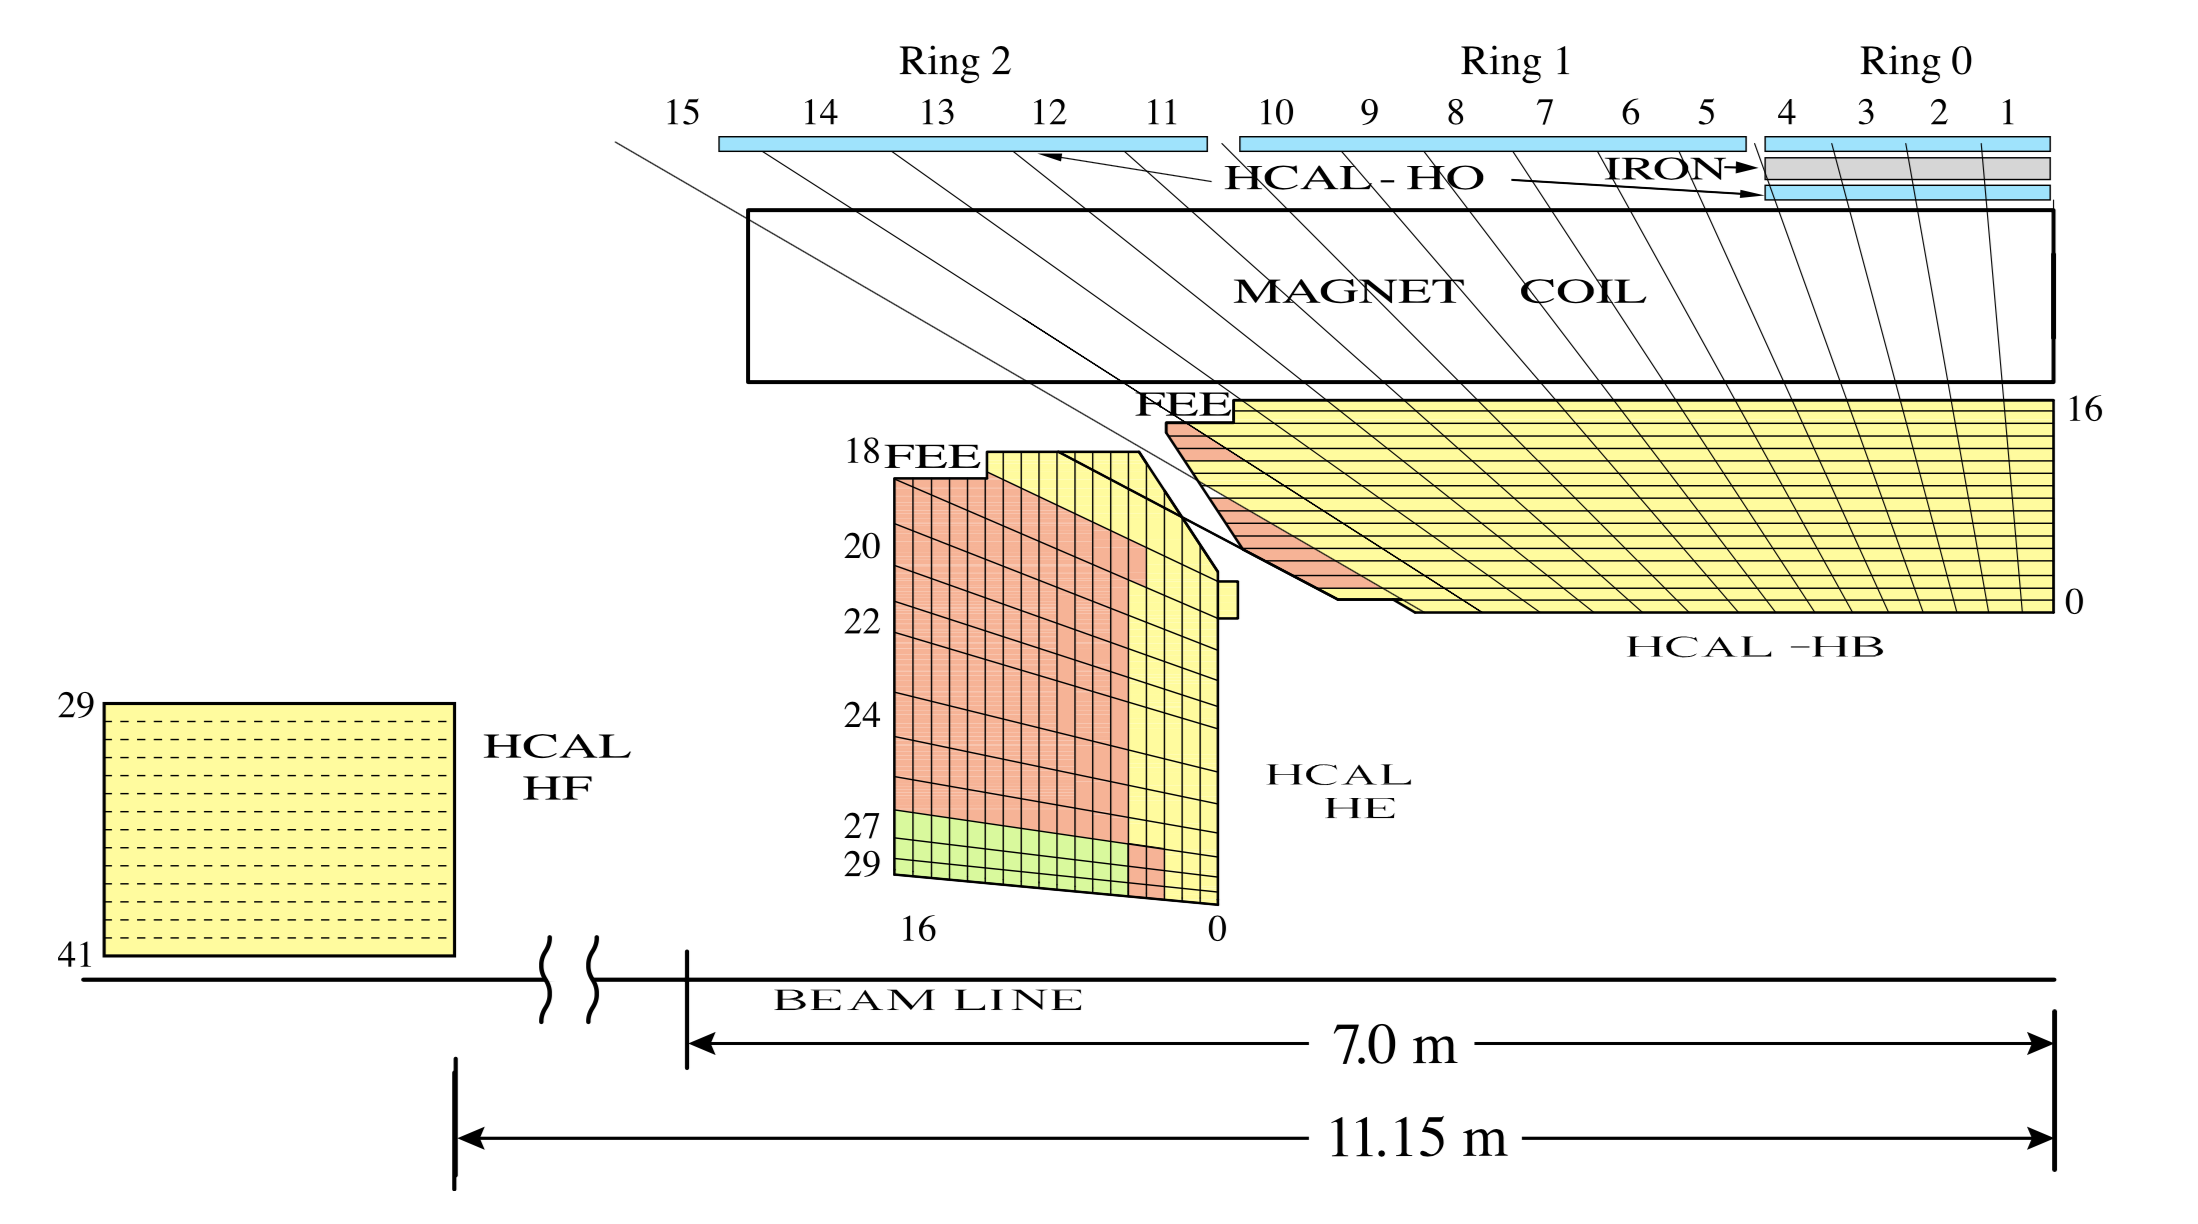 Ring 2 Ring 1 Ring 0
15 14 13 12 11 10 9 8 7 6 5 4 3 2 1
IRON
HCAL - HO
MAGNET COIL
FEE
16
18 FEE
20
0
22
HCAL -HB
29
24
HCAL
HF
HCAL
HE
27
29
16 0
41
BEAM LINE
7.0 m
11.15 m